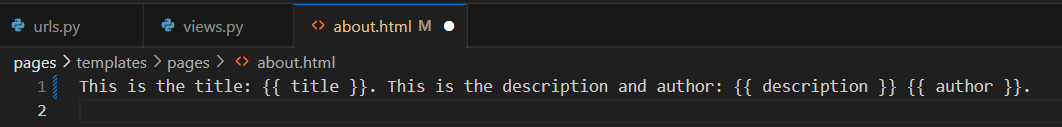 urls.py views.py <> about.html M
pages > templates > pages > <> about.html
1 This is the title: {{ title }}. This is the description and author: {{ description }} {{ author }}.
2